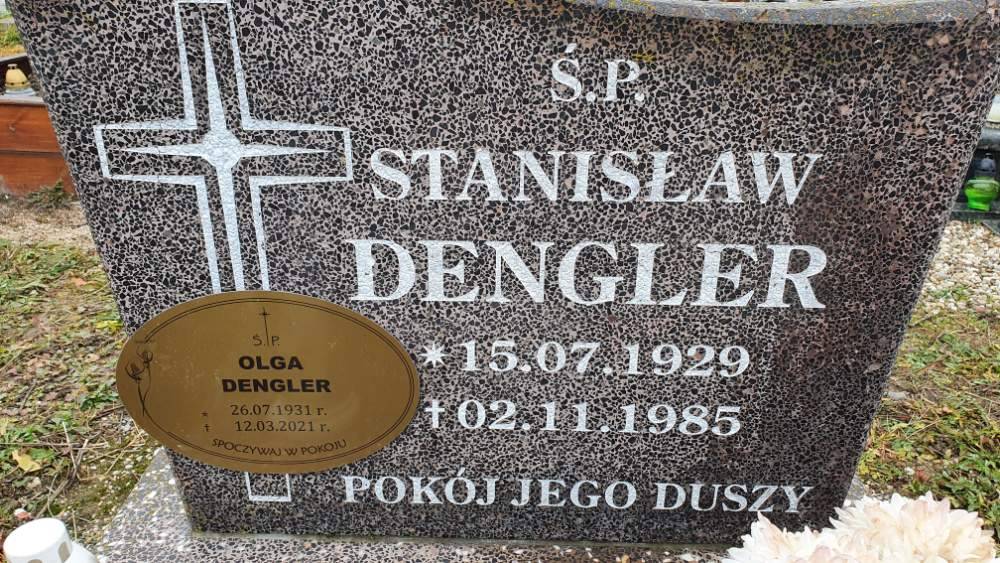 Ś.P.
STANISŁAW
DENGLER
* 15.07.1929
† 02.11.1985
POKÓJ JEGO DUSZY
Ś. P.
OLGA
DENGLER
* 26.07.1931 r.
† 12.03.2021 r.
SPOCZYWAJ W POKOJU